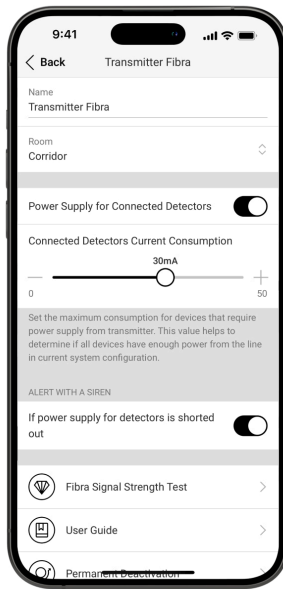 9:41
Back
Transmitter Fibra
Name
Transmitter Fibra
Room
Corridor
Power Supply for Connected Detectors
Connected Detectors Current Consumption
30mA
0
50
Set the maximum consumption for devices that require
power supply from transmitter. This value helps to
determine if all devices have enough power from the line
in current system configuration.
ALERT WITH A SIREN
If power supply for detectors is shorted
out
Fibra Signal Strength Test
User Guide
Permanent Deactivation